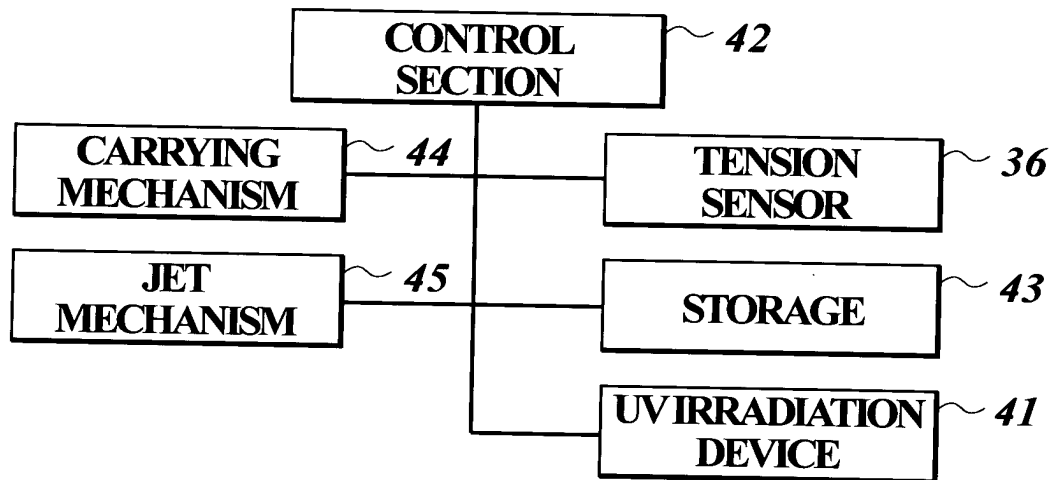 CONTROL
SECTION
42
CARRYING
MECHANISM
44
TENSION
SENSOR
36
JET
MECHANISM
45
STORAGE
43
UV IRRADIATION
DEVICE
41